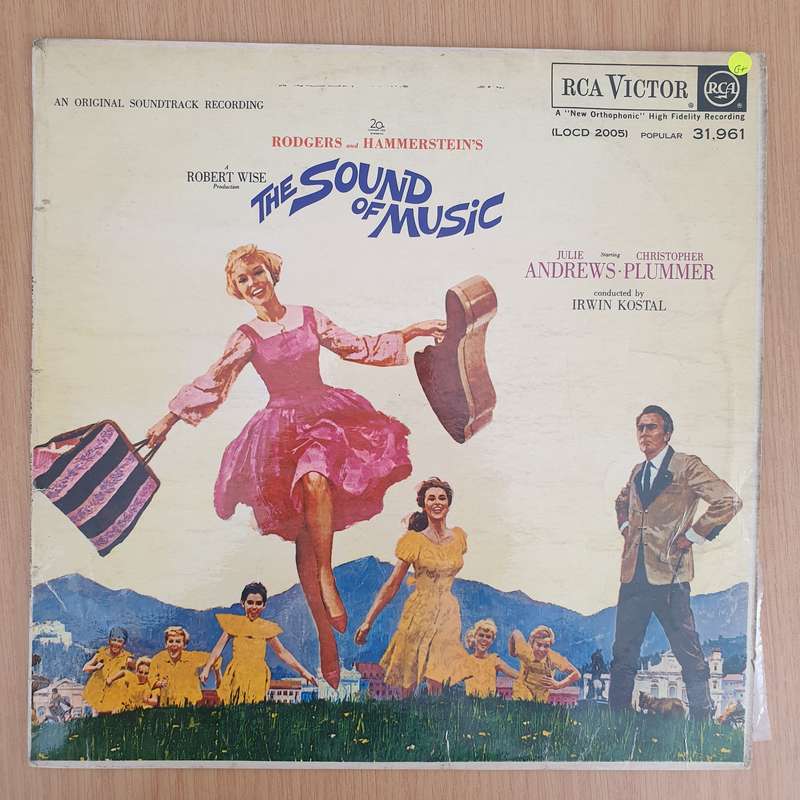 G+
RCA VICTOR
RCA
®
®
A "New Orthophonic" High Fidelity Recording
(LOCD 2005) POPULAR 31,961
AN ORIGINAL SOUNDTRACK RECORDING
20
RODGERS and HAMMERSTEIN'S
A
ROBERT WISE
Production
THE SOUND
OF MUSIC
JULIE Starring CHRISTOPHER
ANDREWS · PLUMMER
conducted by
IRWIN KOSTAL